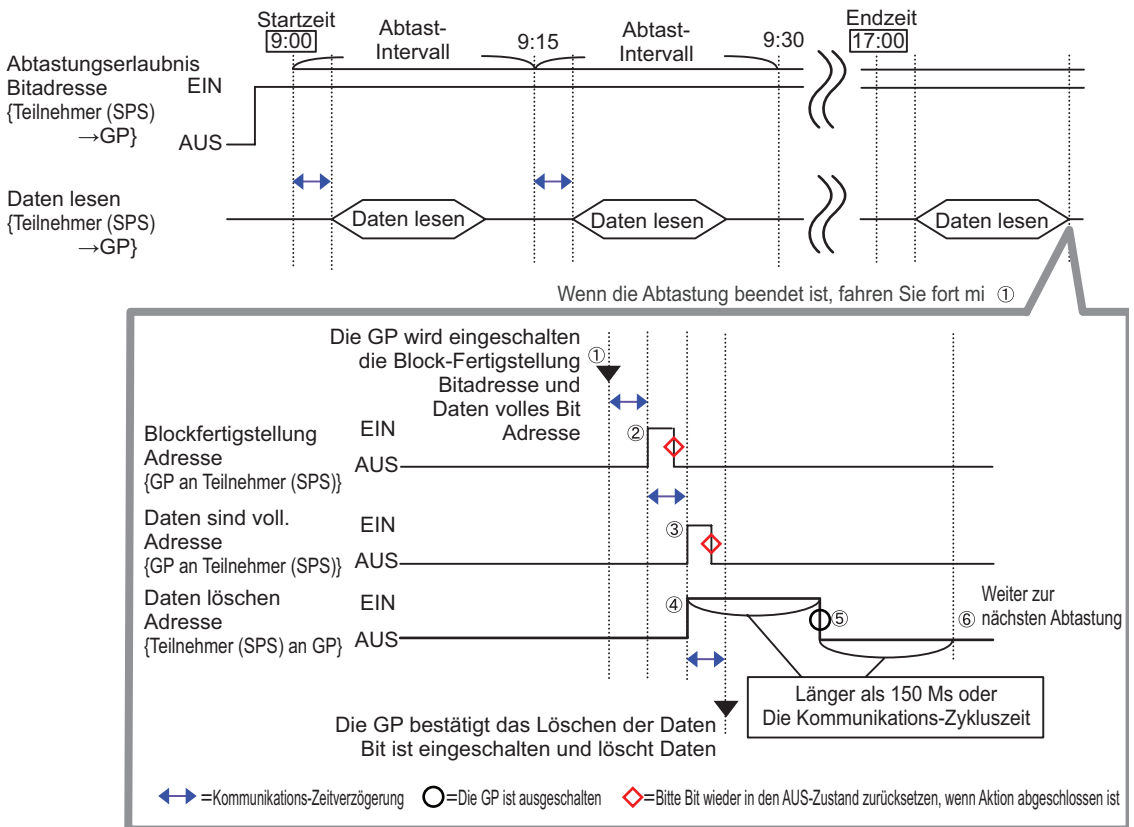 Startzeit
9:00
Abtast-
Intervall
9:15
Abtast-
Intervall
9:30
Endzeit
17:00
Abtastungserlaubnis
Bitadresse
{Teilnehmer (SPS)
→GP}
EIN
AUS
Daten lesen
{Teilnehmer (SPS)
→GP}
Daten lesen
Daten lesen
Daten lesen
Wenn die Abtastung beendet ist, fahren Sie fort mi ①
Die GP wird eingeschalten
die Block-Fertigstellung
Bitadresse und
Daten volles Bit
Adresse
①
Blockfertigstellung
Adresse
{GP an Teilnehmer (SPS)}
EIN
AUS
②
Daten sind voll.
Adresse
{GP an Teilnehmer (SPS)}
EIN
AUS
③
Daten löschen
Adresse
{Teilnehmer (SPS) an GP}
EIN
AUS
④
⑤
⑥
Weiter zur
nächsten Abtastung
Länger als 150 Ms oder
Die Kommunikations-Zykluszeit
Die GP bestätigt das Löschen der Daten
Bit ist eingeschalten und löscht Daten
=Kommunikations-Zeitverzögerung
=Die GP ist ausgeschalten
=Bitte Bit wieder in den AUS-Zustand zurücksetzen, wenn Aktion abgeschlossen ist